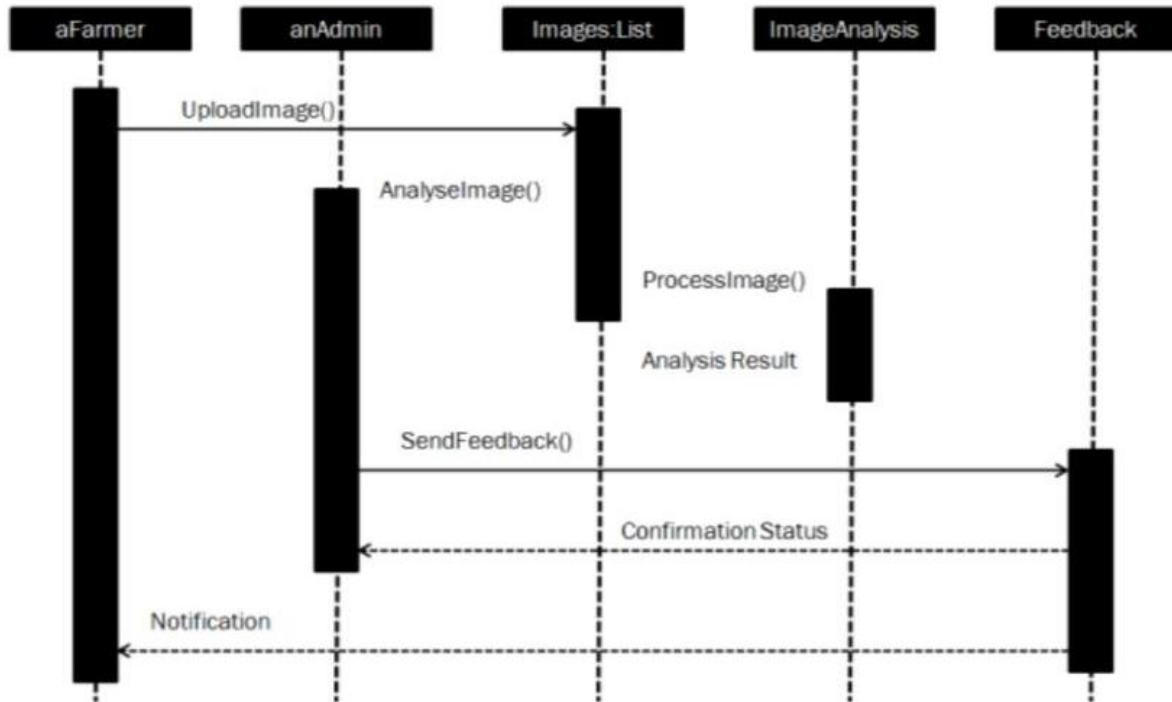 aFarmer
anAdmin
Images:List
ImageAnalysis
Feedback
UploadImage()
AnalyseImage()
ProcessImage()
Analysis Result
SendFeedback()
Confirmation Status
Notification